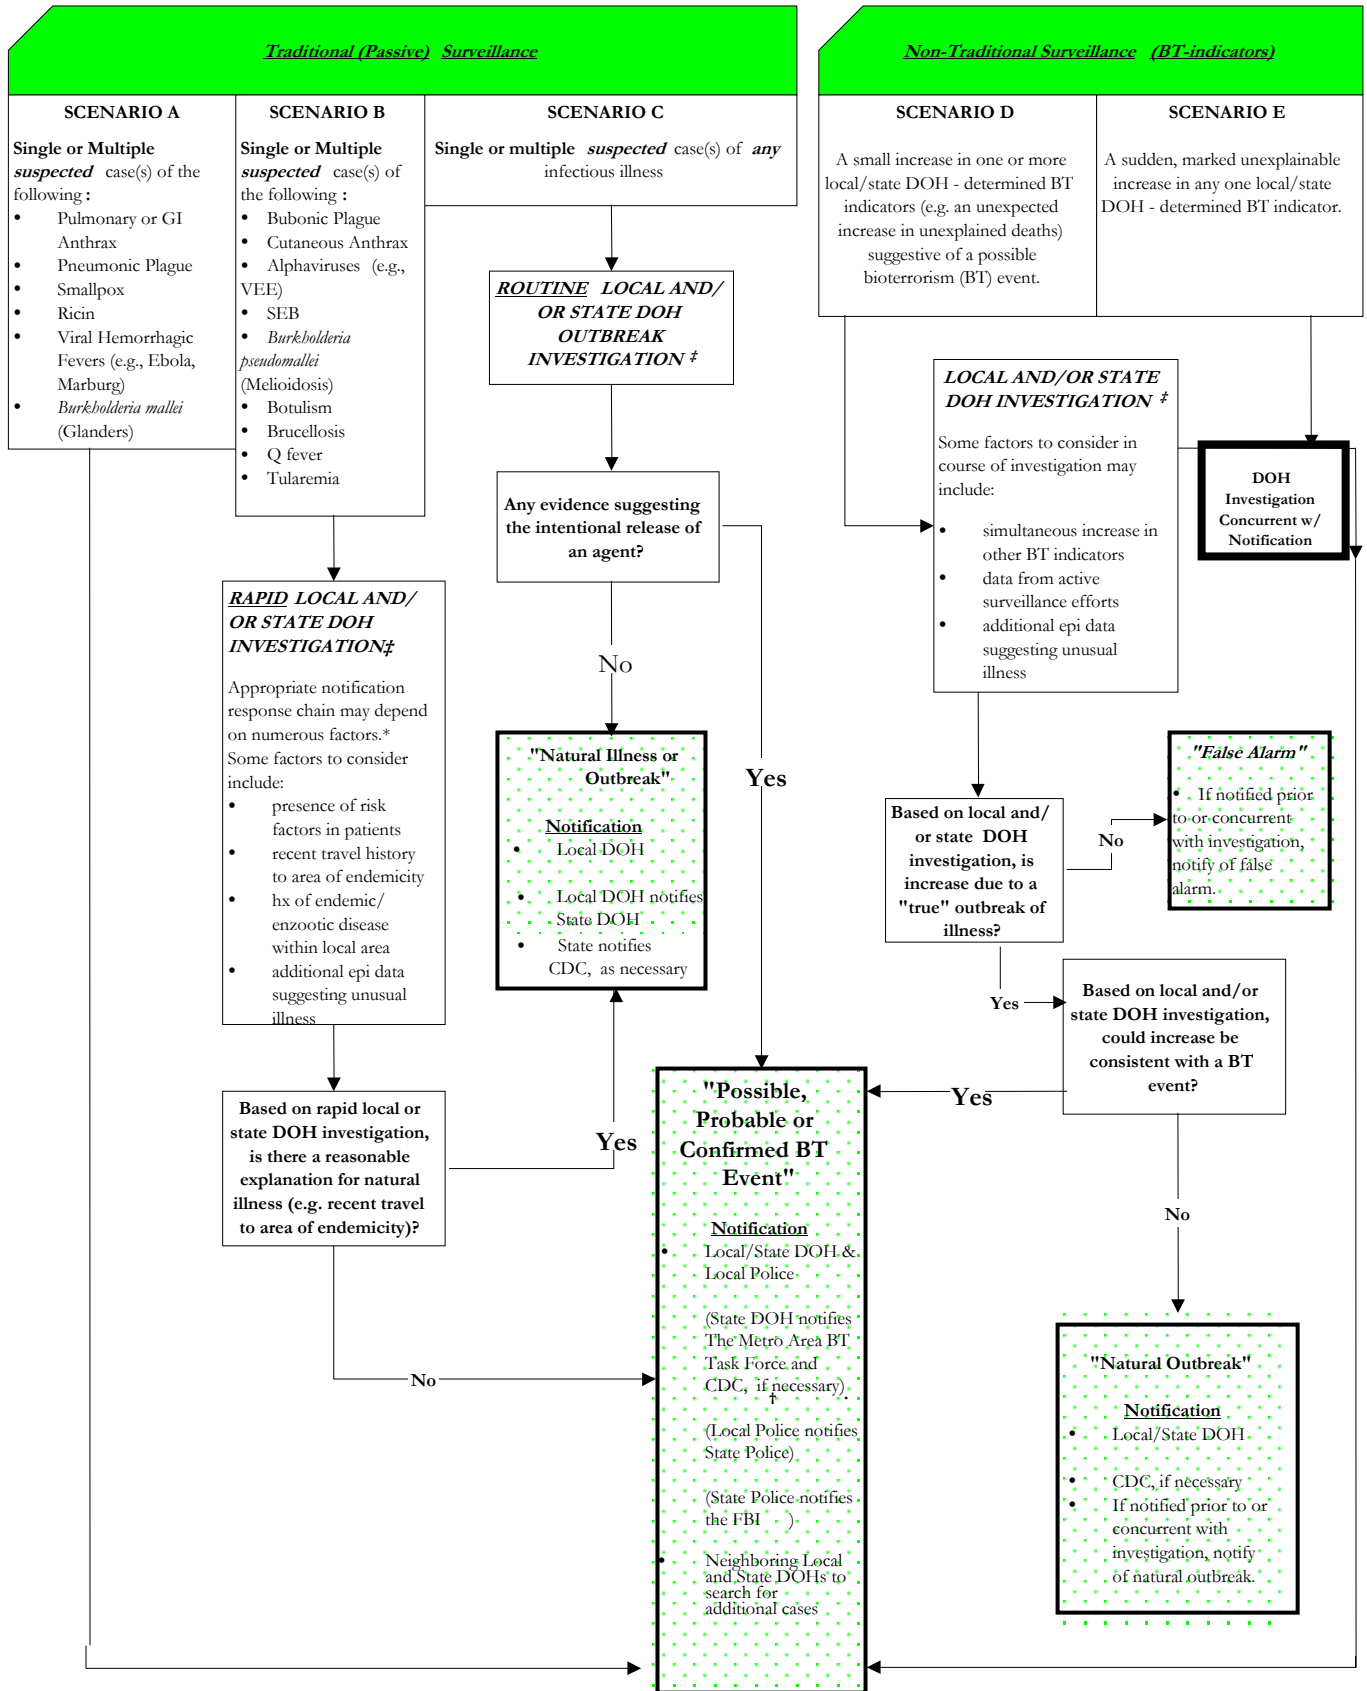 Traditional (Passive) Surveillance
Non-Traditional Surveillance (BT-indicators)
SCENARIO A
Single or Multiple
suspected case(s) of the
following :
• Pulmonary or GI
Anthrax
• Pneumonic Plague
• Smallpox
• Ricin
• Viral Hemorrhagic
Fevers (e.g., Ebola,
Marburg)
• Burkholderia mallei
(Glanders)
SCENARIO B
Single or Multiple
suspected case(s) of
the following :
• Bubonic Plague
• Cutaneous Anthrax
• Alphaviruses (e.g.,
VEE)
• SEB
• Burkholderia
pseudomallei
(Melioidosis)
• Botulism
• Brucellosis
• Q fever
• Tularemia
SCENARIO C
Single or multiple suspected case(s) of any
infectious illness
SCENARIO D
A small increase in one or more
local/state DOH - determined BT
indicators (e.g. an unexpected
increase in unexplained deaths)
suggestive of a possible
bioterrorism (BT) event.
SCENARIO E
A sudden, marked unexplainable
increase in any one local/state
DOH - determined BT indicator.
ROUTINE LOCAL AND/
OR STATE DOH
OUTBREAK
INVESTIGATION ‡
LOCAL AND/OR STATE
DOH INVESTIGATION ‡
Some factors to consider in
course of investigation may
include:
• simultaneous increase in
other BT indicators
• data from active
surveillance efforts
• additional epi data
suggesting unusual
illness
DOH
Investigation
Concurrent w/
Notification
Any evidence suggesting
the intentional release of
an agent?
RAPID LOCAL AND/
OR STATE DOH
INVESTIGATION‡
Appropriate notification
response chain may depend
on numerous factors.*
Some factors to consider
include:
• presence of risk
factors in patients
• recent travel history
to area of endemicity
• hx of endemic/
enzootic disease
within local area
• additional epi data
suggesting unusual
illness
No
Yes
"Natural Illness or
Outbreak"
Notification
• Local DOH
• Local DOH notifies
State DOH
• State notifies
CDC, as necessary
"False Alarm"
• If notified prior
to or concurrent
with investigation,
notify of false
alarm.
Based on local and/
or state DOH
investigation, is
increase due to a
"true" outbreak of
illness?
No
Yes
Based on local and/or
state DOH investigation,
could increase be
consistent with a BT
event?
Yes
No
Based on rapid local or
state DOH investigation,
is there a reasonable
explanation for natural
illness (e.g. recent travel
to area of endemicity)?
Yes
No
"Possible,
Probable or
Confirmed BT
Event"
Notification
• Local/State DOH &
Local Police
(State DOH notifies
The Metro Area BT
Task Force and
CDC, if necessary).
†
(Local Police notifies
State Police)
(State Police notifies
the FBI )
• Neighboring Local
and State DOHs to
search for
additional cases
"Natural Outbreak"
Notification
• Local/State DOH
• CDC, if necessary
• If notified prior to or
concurrent with
investigation, notify
of natural outbreak.